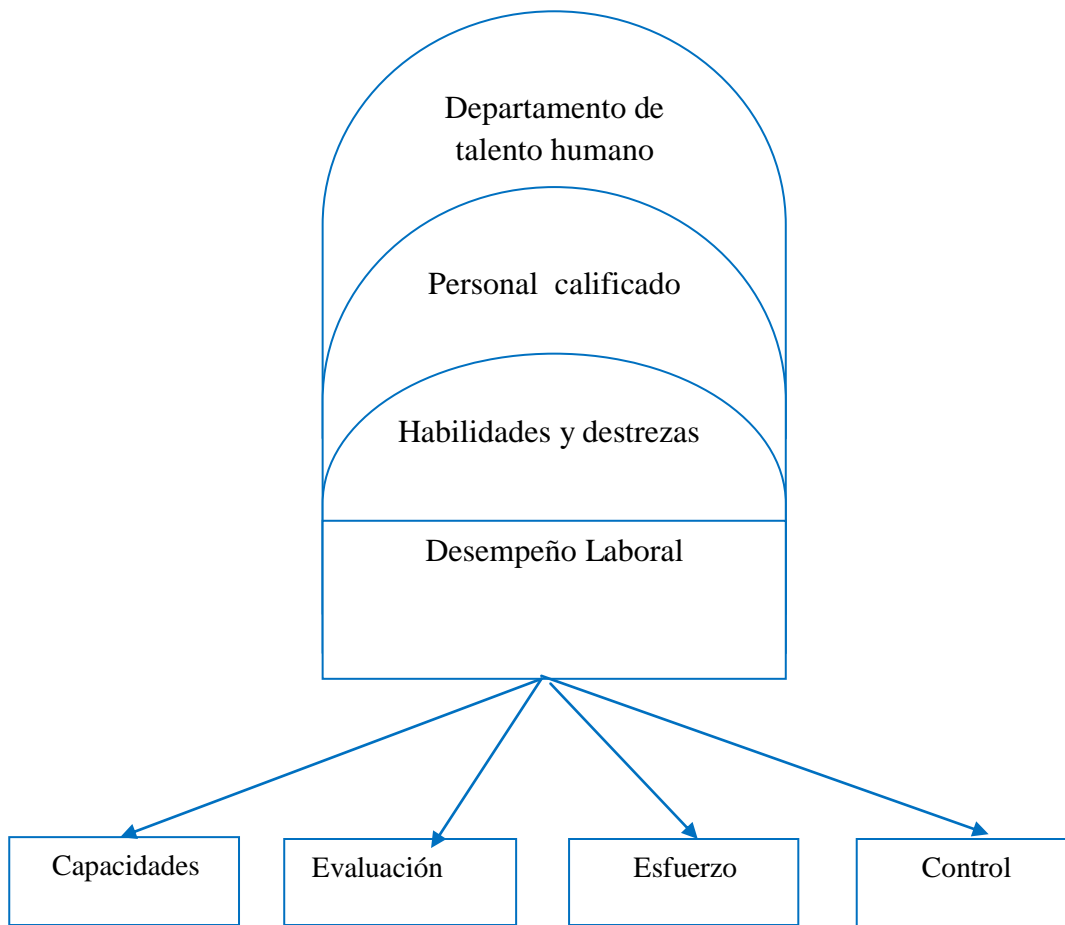 Departamento de
talento humano
Personal calificado
Habilidades y destrezas
Desempeño Laboral
Capacidades
Evaluación
Esfuerzo
Control